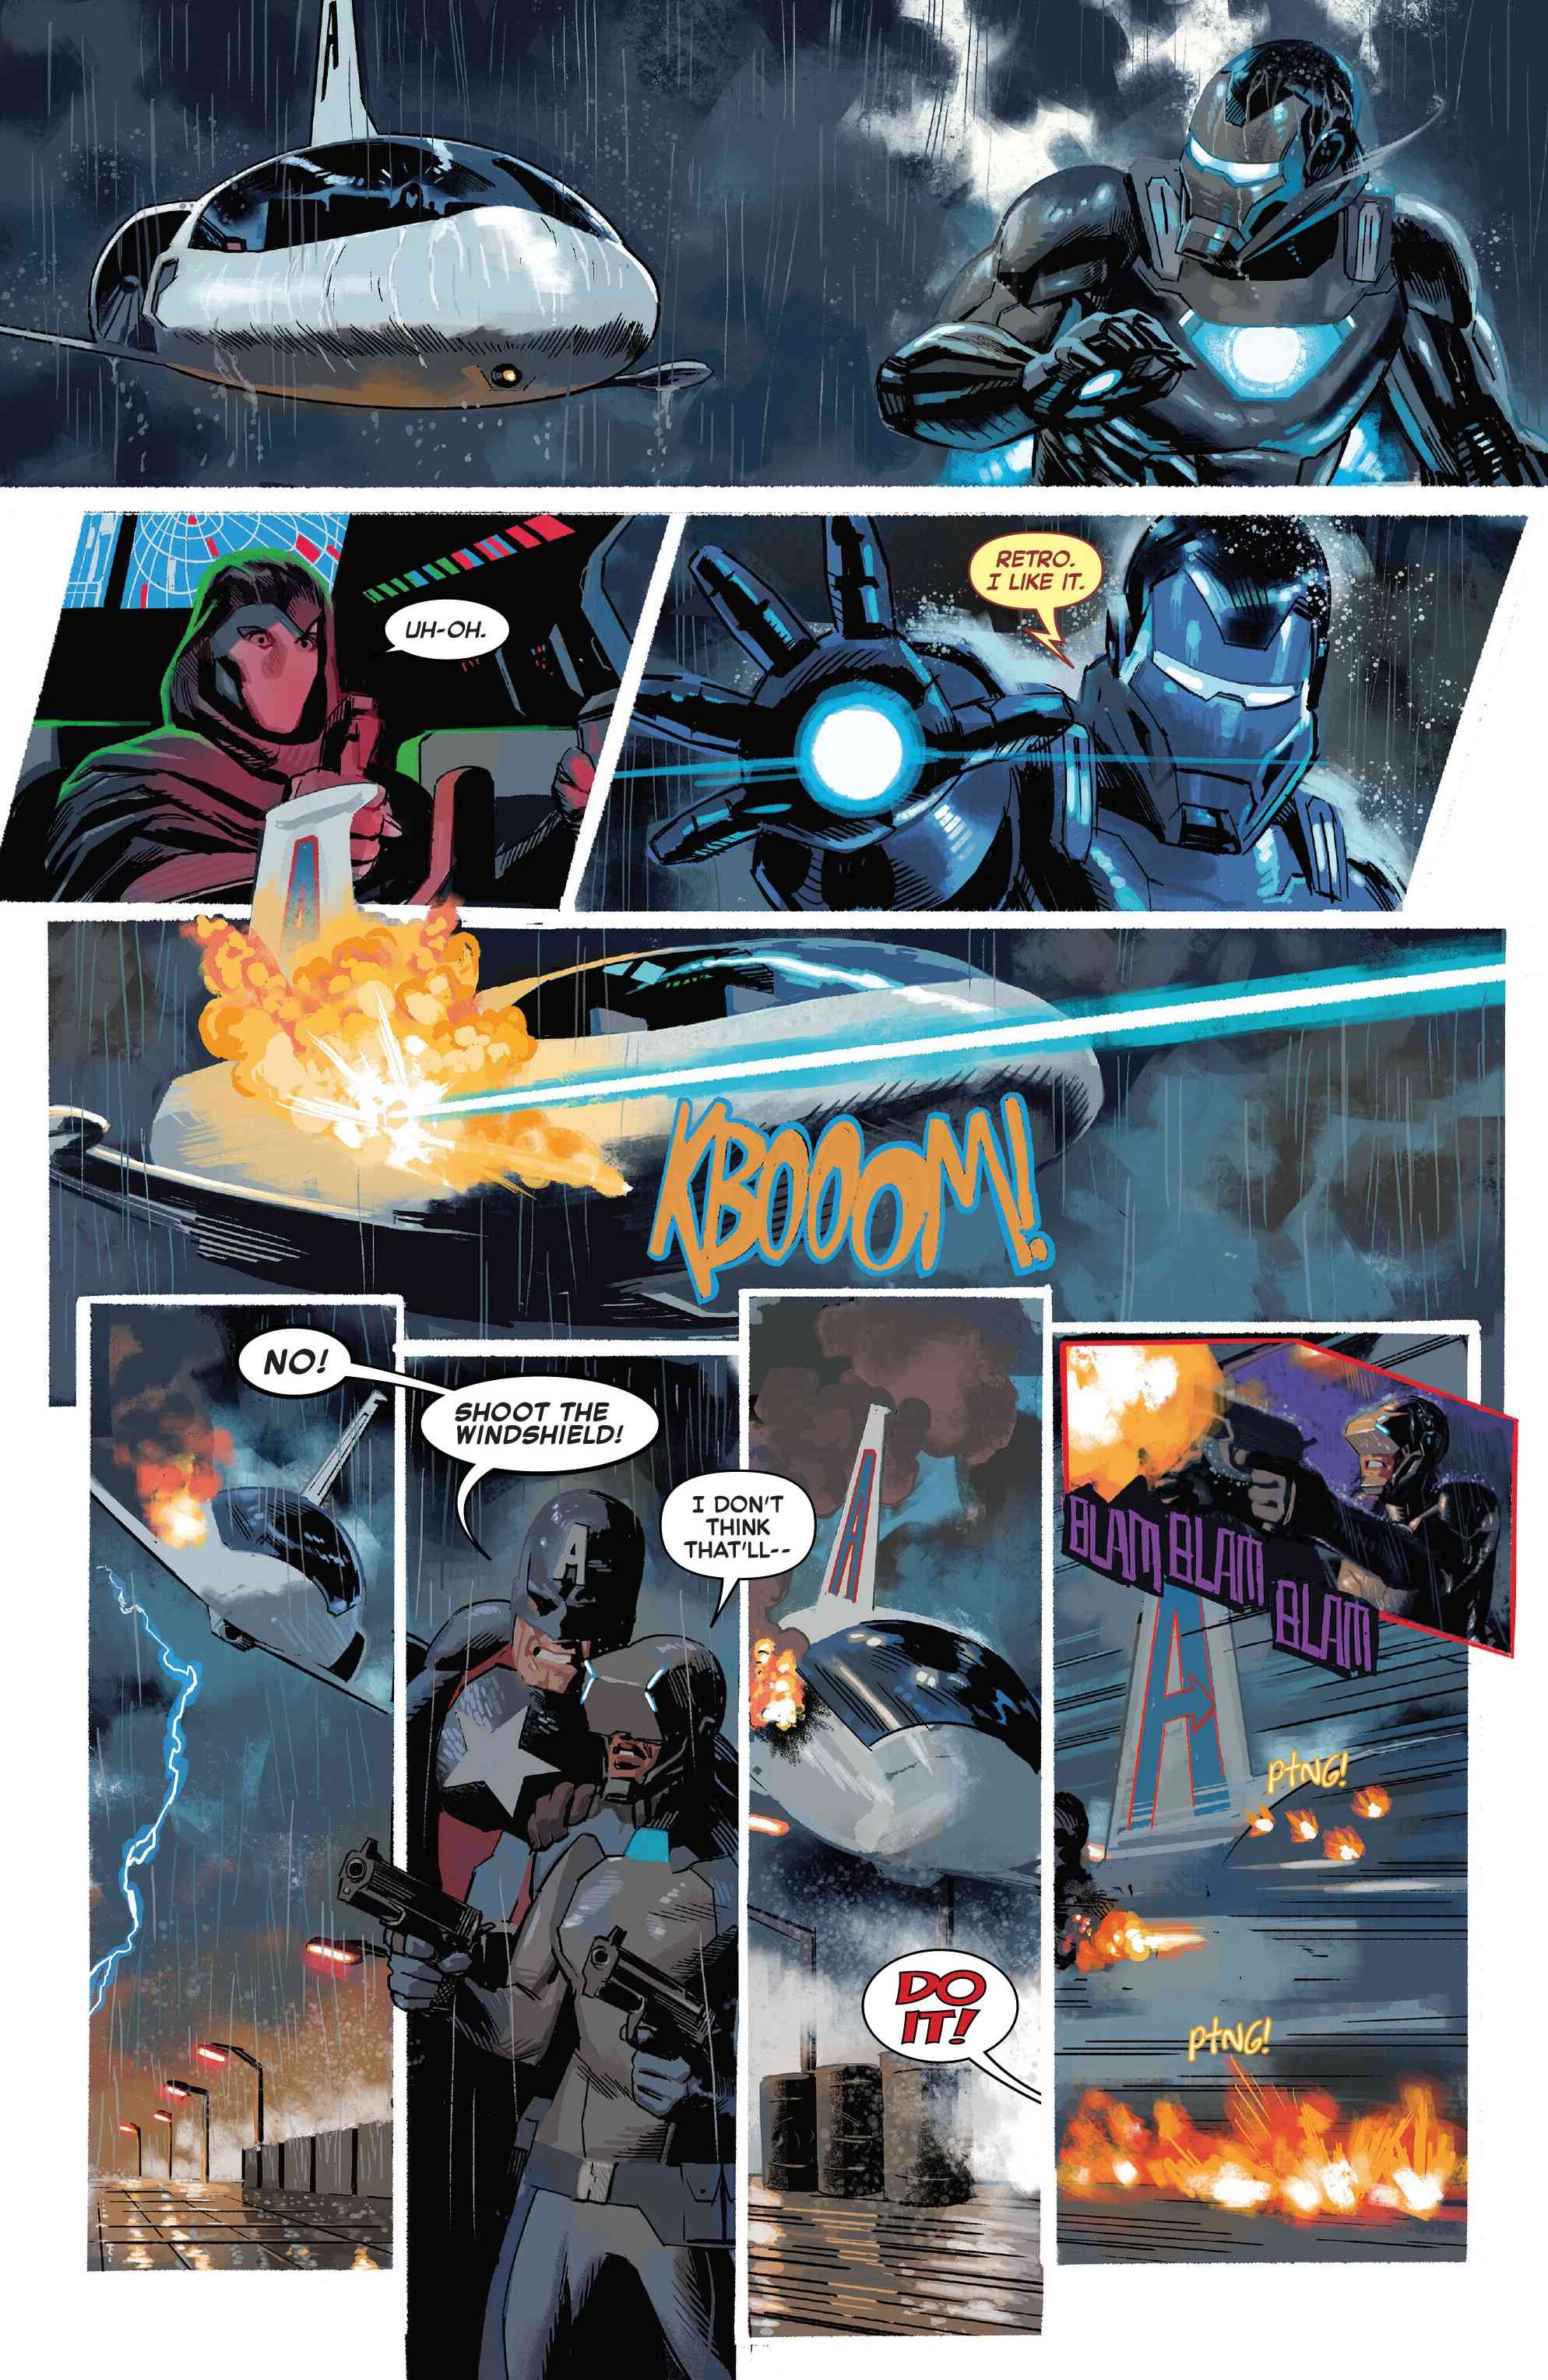 A
UH-OH.
RETRO.
I LIKE IT.
A
KBOOOM!
NO!
SHOOT THE
WINDSHIELD!
A
I DON'T
THINK
THAT'LL--
A
DO
IT!
BLAM BLAM
BLAM
A
PTNG!
PTNG!